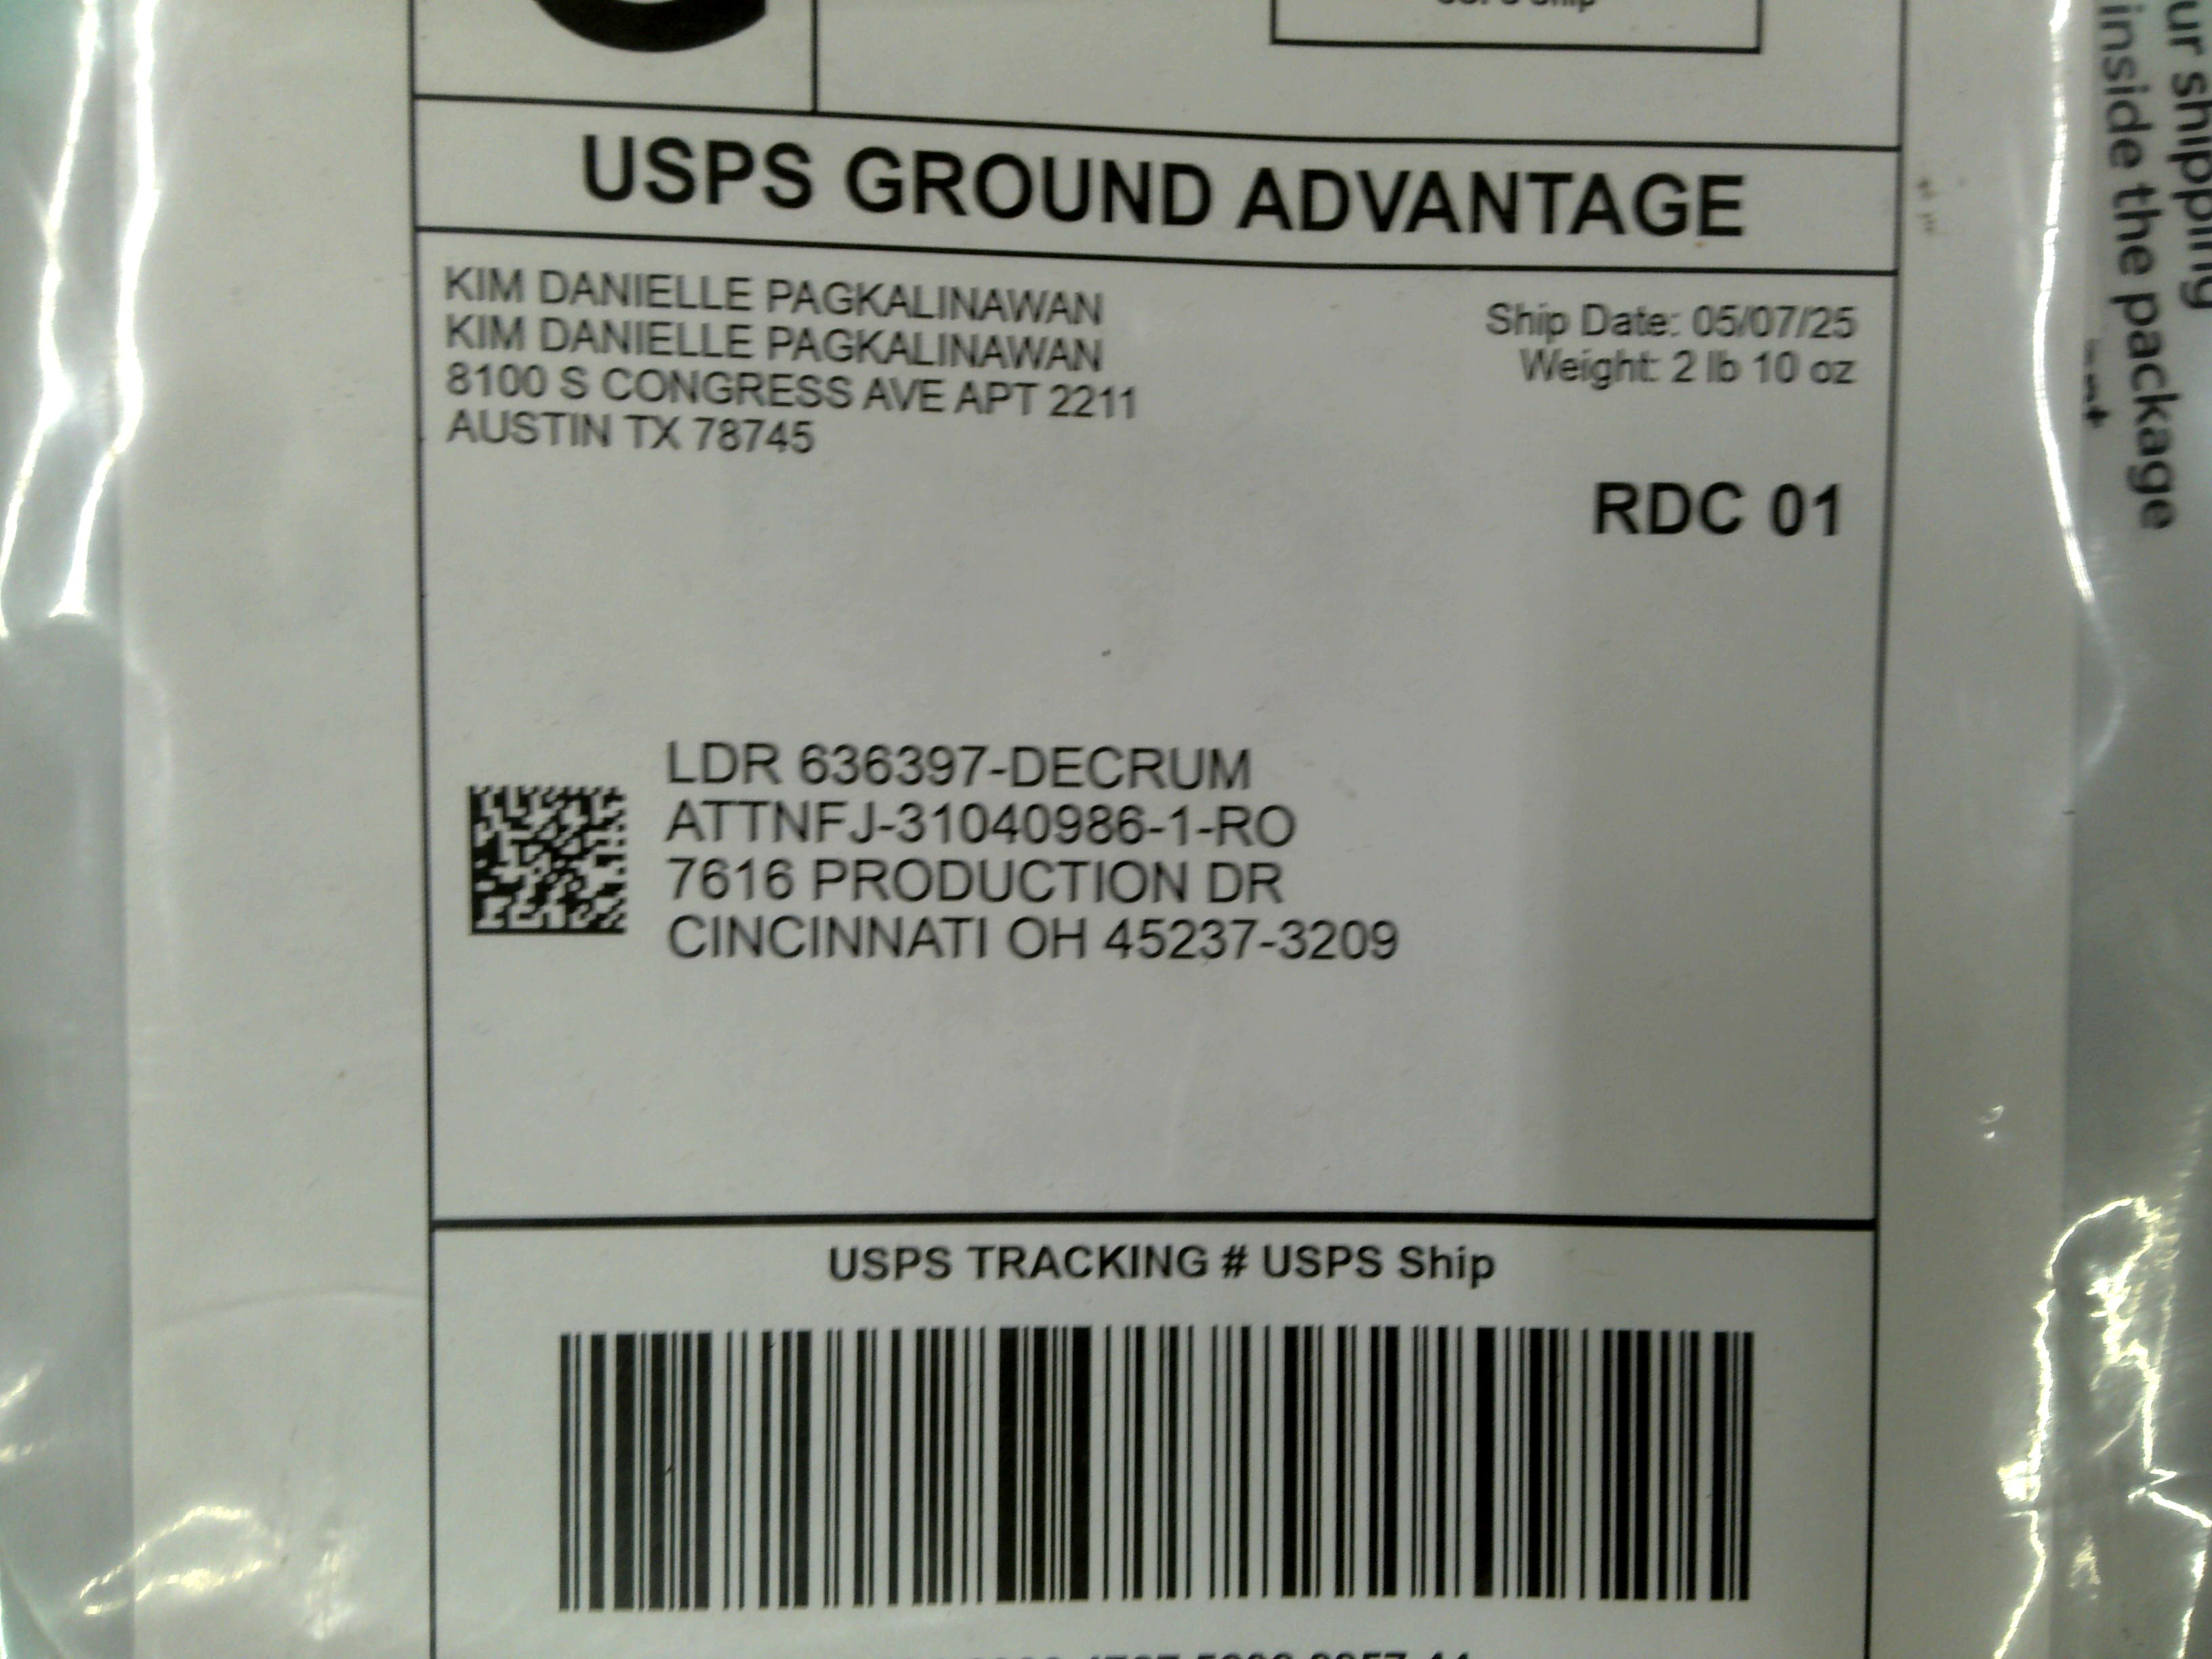 USPS Ship
USPS GROUND ADVANTAGE
KIM DANIELLE PAGKALINAWAN
KIM DANIELLE PAGKALINAWAN
8100 S CONGRESS AVE APT 2211
AUSTIN TX 78745
Ship Date: 05/07/25
Weight: 2 lb 10 oz
RDC 01
LDR 636397-DECRUM
ATTNFJ-31040986-1-RO
7616 PRODUCTION DR
CINCINNATI OH 45237-3209
USPS TRACKING # USPS Ship
shipping
inside the package